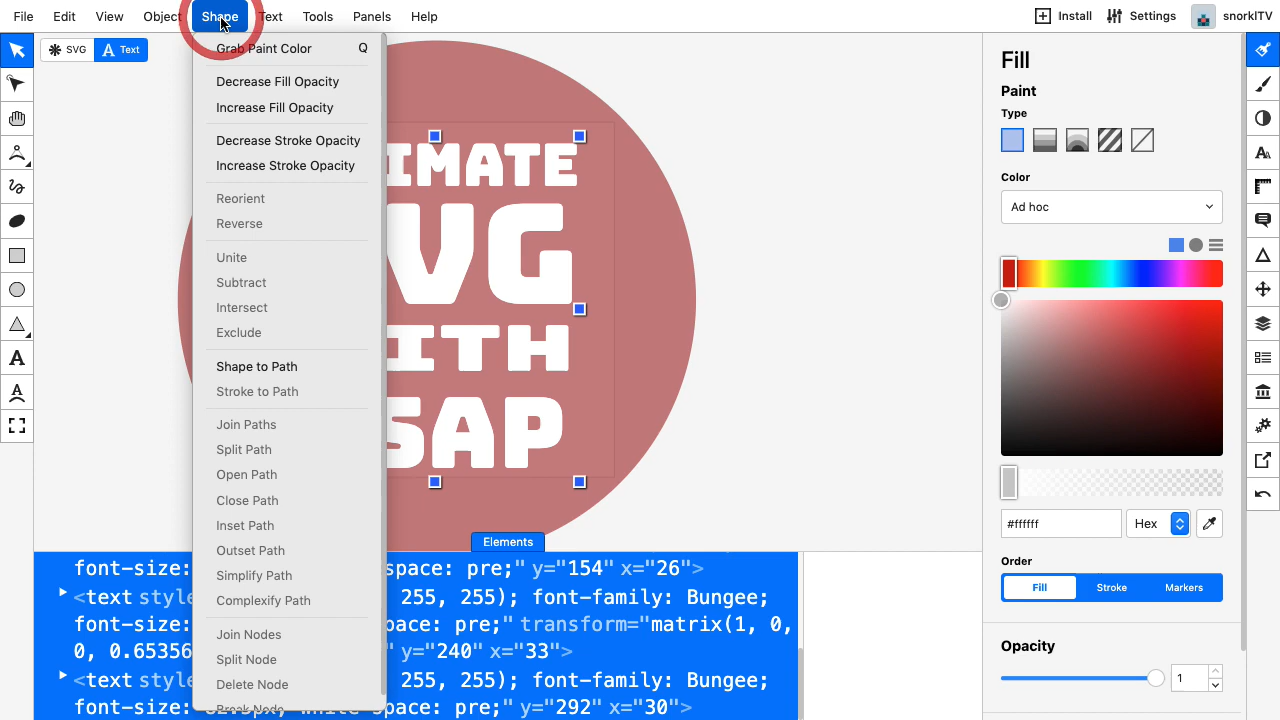 File Edit View Object Shape Text Tools Panels Help Install Settings snorklTV
SVG Text
Grab Paint Color Q
Decrease Fill Opacity
Increase Fill Opacity
Decrease Stroke Opacity
Increase Stroke Opacity
Reorient
Reverse
Unite
Subtract
Intersect
Exclude
Shape to Path
Stroke to Path
Join Paths
Split Path
Open Path
Close Path
Inset Path
Outset Path
Simplify Path
Complexify Path
Join Nodes
Split Node
Delete Node
Break Node
IMATE
VG
ITH
SAP
Elements
font-size: space: pre;" y="154" x="26">
<text style 255, 255); font-family: Bungee;
font-size: space: pre;" transform="matrix(1, 0,
0, 0.65356 " y="240" x="33">
<text style 255, 255); font-family: Bungee;
font-size: space: pre;" y="292" x="30">
Fill
Paint
Type
Color
Ad hoc
#ffffff Hex
Order
Fill Stroke Markers
Opacity
1